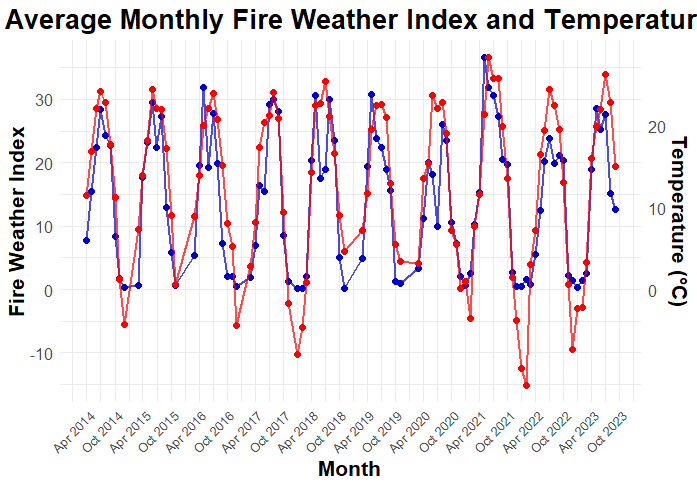 Average Monthly Fire Weather Index and Temperatur
Fire Weather Index
30
20
10
0
-10
20
10
0
Temperature (°C)
Apr 2014
Oct 2014
Apr 2015
Oct 2015
Apr 2016
Oct 2016
Apr 2017
Oct 2017
Apr 2018
Oct 2018
Apr 2019
Oct 2019
Apr 2020
Oct 2020
Apr 2021
Oct 2021
Apr 2022
Oct 2022
Apr 2023
Oct 2023
Month